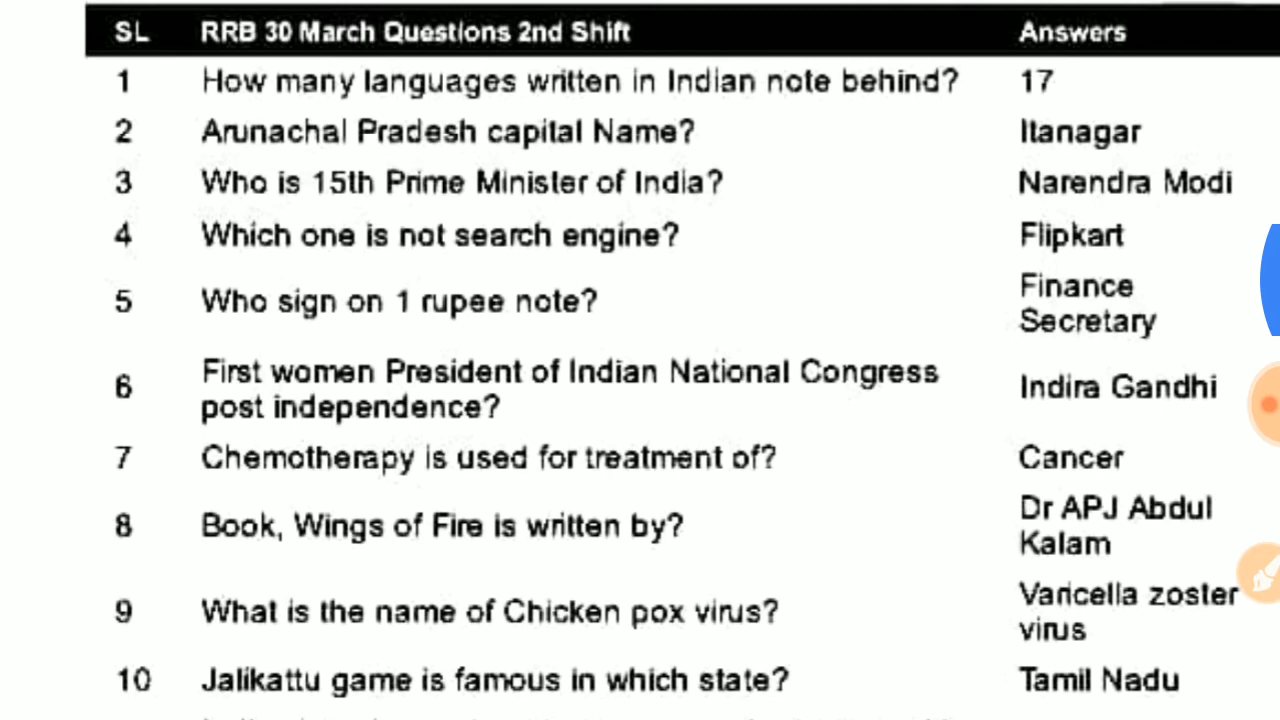 SL RRB 30 March Questions 2nd Shift Answers
1 How many languages written in Indian note behind? 17
2 Arunachal Pradesh capital Name? Itanagar
3 Who is 15th Prime Minister of India? Narendra Modi
4 Which one is not search engine? Flipkart
5 Who sign on 1 rupee note? Finance
Secretary
6 First women President of Indian National Congress
post independence? Indira Gandhi
7 Chemotherapy is used for treatment of? Cancer
8 Book, Wings of Fire is written by? Dr APJ Abdul
Kalam
9 What is the name of Chicken pox virus? Varicella zoster
virus
10 Jalikattu game is famous in which state? Tamil Nadu